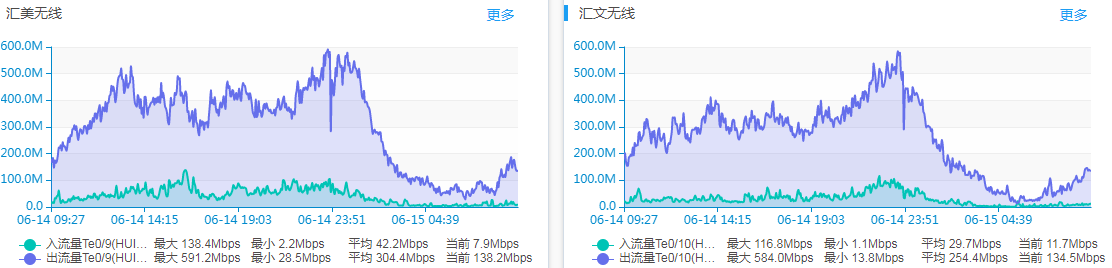 汇美无线 更多
600.0M
500.0M
400.0M
300.0M
200.0M
100.0M
0.0
06-14 09:27 06-14 14:15 06-14 19:03 06-14 23:51 06-15 04:39
入流量Te0/9(HUI... 最大 138.4Mbps 最小 2.2Mbps 平均 42.2Mbps 当前 7.9Mbps
出流量Te0/9(HUI... 最大 591.2Mbps 最小 28.5Mbps 平均 304.4Mbps 当前 138.2Mbps
汇文无线 更多
600.0M
500.0M
400.0M
300.0M
200.0M
100.0M
0.0
06-14 09:27 06-14 14:15 06-14 19:03 06-14 23:51 06-15 04:39
入流量Te0/10(H... 最大 116.8Mbps 最小 1.1Mbps 平均 29.7Mbps 当前 11.7Mbps
出流量Te0/10(H... 最大 584.0Mbps 最小 13.8Mbps 平均 254.4Mbps 当前 134.5Mbps